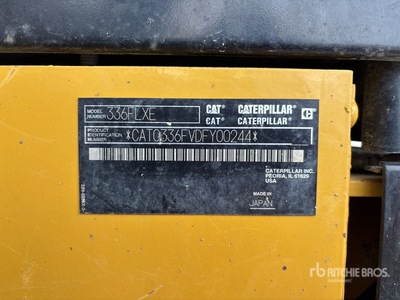 MODEL NUMBER 336FLXE CAT® CATERPILLAR®
CAT® CATERPILLAR®
PRODUCT IDENTIFICATION NUMBER *CAT0336FVDFY00244*
CATERPILLAR INC.
PEORIA, IL 61629
USA
MADE IN
JAPAN
rb RITCHIE BROS.